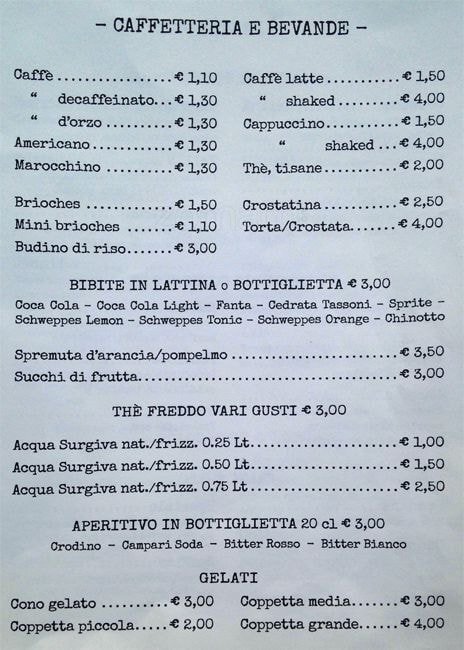 - CAFFETTERIA E BEVANDE -
Caffè ................. € 1,10
“ decaffeinato... € 1,30
“ d'orzo .......... € 1,30
Americano ........... € 1,30
Marocchino .......... € 1,30
Caffè latte ........... € 1,50
“ shaked ......... € 4,00
Cappuccino ........... € 1,50
“ shaked ... € 4,00
Thè, tisane ........... € 2,00
Brioches ............. € 1,50
Mini brioches ....... € 1,10
Budino di riso....... € 3,00
Crostatina ........... € 2,50
Torta/Crostata....... € 4,00
BIBITE IN LATTINA o BOTTIGLIETTA € 3,00
Coca Cola - Coca Cola Light - Fanta - Cedrata Tassoni - Sprite -
Schweppes Lemon - Schweppes Tonic - Schweppes Orange - Chinotto
Spremuta d'arancia/pompelmo ........................ € 3,50
Succhi di frutta...................................... € 3,00
THÈ FREDDO VARI GUSTI € 3,00
Acqua Surgiva nat./frizz. 0.25 Lt...................... € 1,00
Acqua Surgiva nat./frizz. 0.50 Lt...................... € 1,50
Acqua Surgiva nat./frizz. 0.75 Lt...................... € 2,50
APERITIVO IN BOTTIGLIETTA 20 cl € 3,00
Crodino - Campari Soda - Bitter Rosso - Bitter Bianco
GELATI
Cono gelato .......... € 3,00
Coppetta piccola..... € 2,00
Coppetta media....... € 3,00
Coppetta grande...... € 4,00